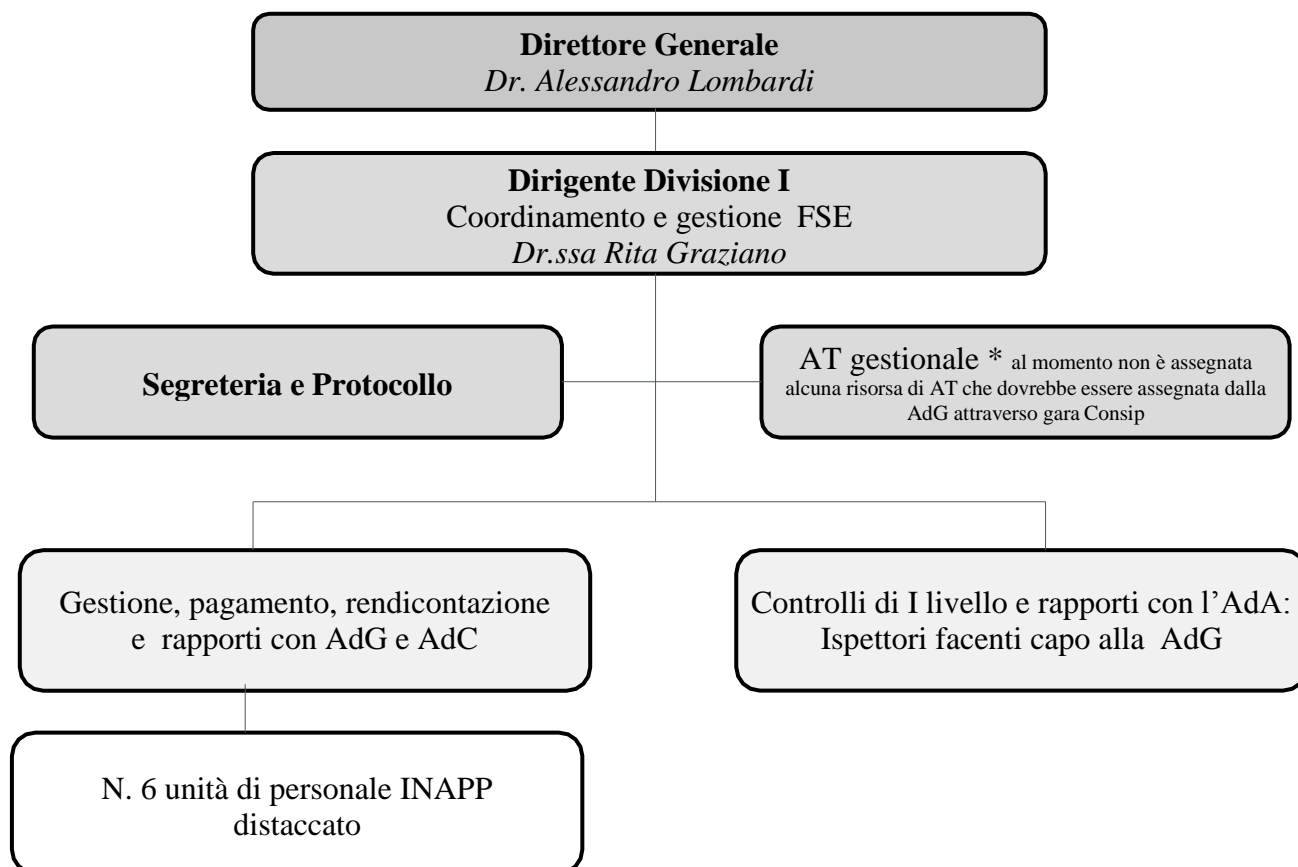 Direttore Generale
Dr. Alessandro Lombardi
Dirigente Divisione I
Coordinamento e gestione FSE
Dr.ssa Rita Graziano
Segreteria e Protocollo
AT gestionale * al momento non è assegnata
alcuna risorsa di AT che dovrebbe essere assegnata dalla
AdG attraverso gara Consip
Gestione, pagamento, rendicontazione
e rapporti con AdG e AdC
Controlli di I livello e rapporti con l’AdA:
Ispettori facenti capo alla AdG
N. 6 unità di personale INAPP
distaccato